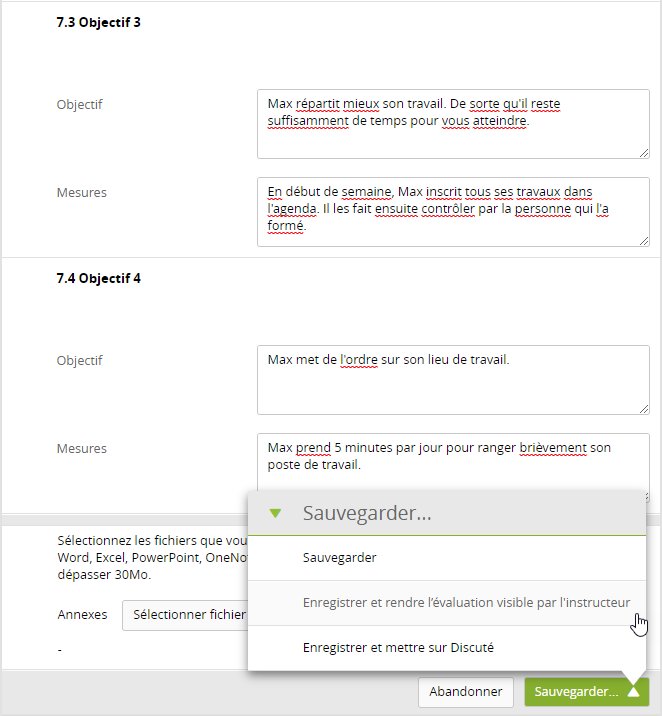 7.3 Objectif 3
Objectif
Max répartit mieux son travail. De sorte qu'il reste
suffisamment de temps pour vous atteindre.
Mesures
En début de semaine, Max inscrit tous ses travaux dans
l'agenda. Il les fait ensuite contrôler par la personne qui l'a
formé.
7.4 Objectif 4
Objectif
Max met de l'ordre sur son lieu de travail.
Mesures
Max prend 5 minutes par jour pour ranger brièvement son
poste de travail.
Sauvegarder...
Sélectionnez les fichiers que
Word, Excel, PowerPoint,
dépasser 30Mo.
Sauvegarder
Annexes
Sélectionner fichier
Enregistrer et rendre l'évaluation visible par l'instructeur
-
Enregistrer et mettre sur Discuté
Abandonner
Sauvegarder...